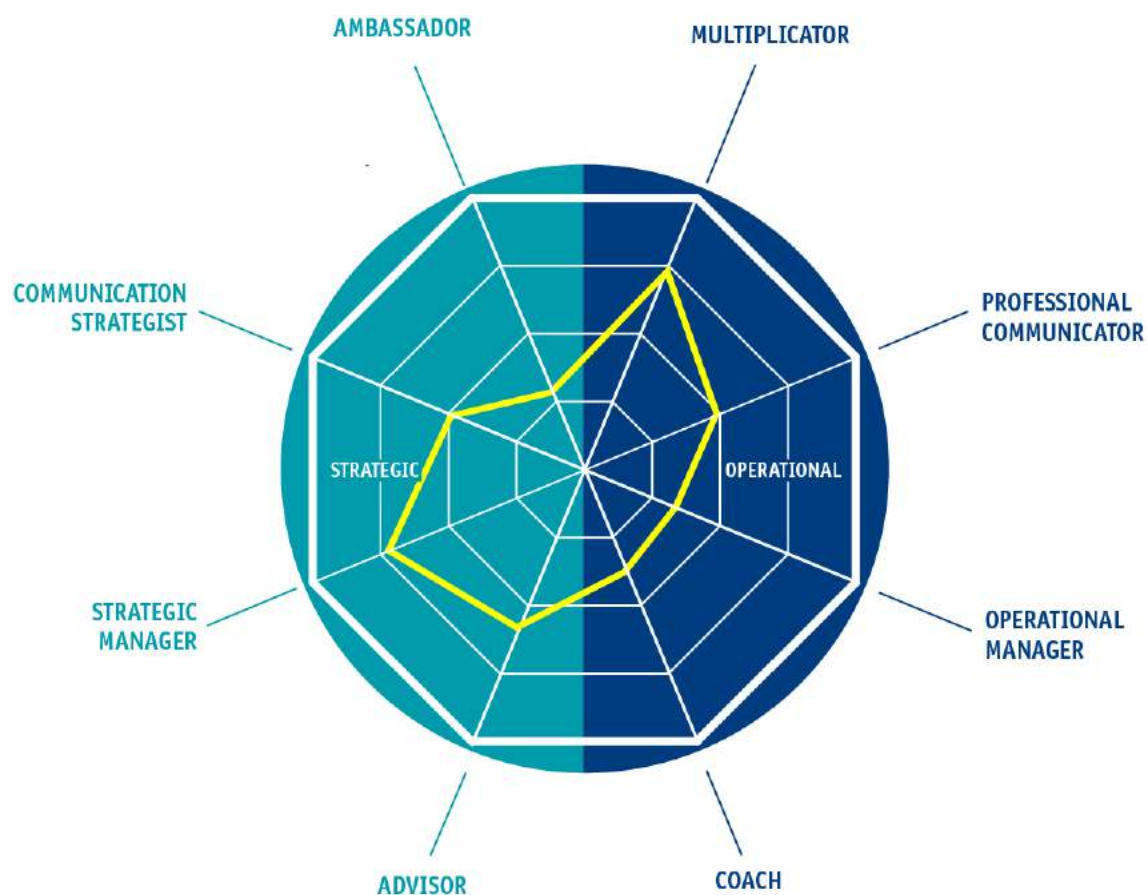 AMBASSADOR
MULTIPLICATOR
COMMUNICATION
STRATEGIST
PROFESSIONAL
COMMUNICATOR
STRATEGIC
OPERATIONAL
STRATEGIC
MANAGER
OPERATIONAL
MANAGER
ADVISOR
COACH